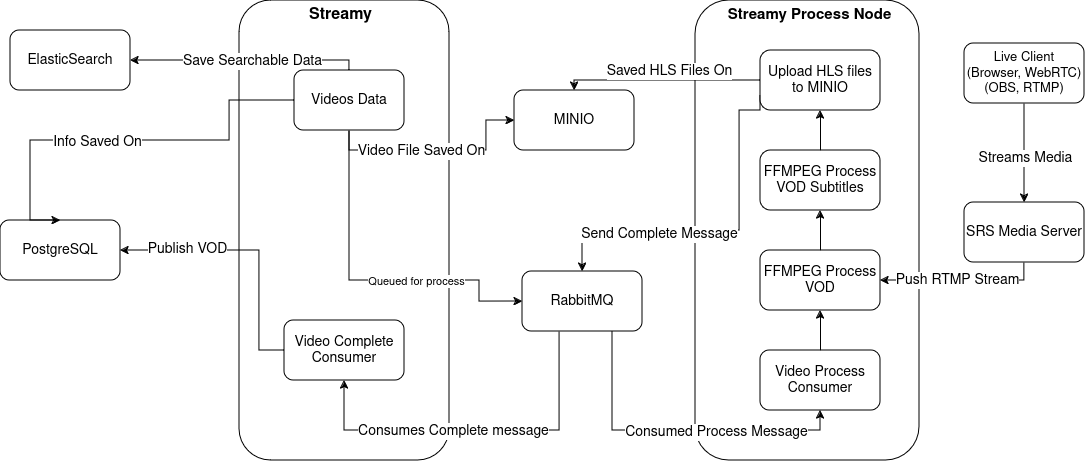 Streamy
Streamy Process Node
ElasticSearch
Save Searchable Data
Videos Data
Info Saved On
Video File Saved On
MINIO
Saved HLS Files On
Upload HLS files
to MINIO
Live Client
(Browser, WebRTC)
(OBS, RTMP)
Streams Media
FFMPEG Process
VOD Subtitles
SRS Media Server
PostgreSQL
Publish VOD
Send Complete Message
Queued for process
RabbitMQ
FFMPEG Process
VOD
Push RTMP Stream
Video Complete
Consumer
Video Process
Consumer
Consumes Complete message
Consumed Process Message